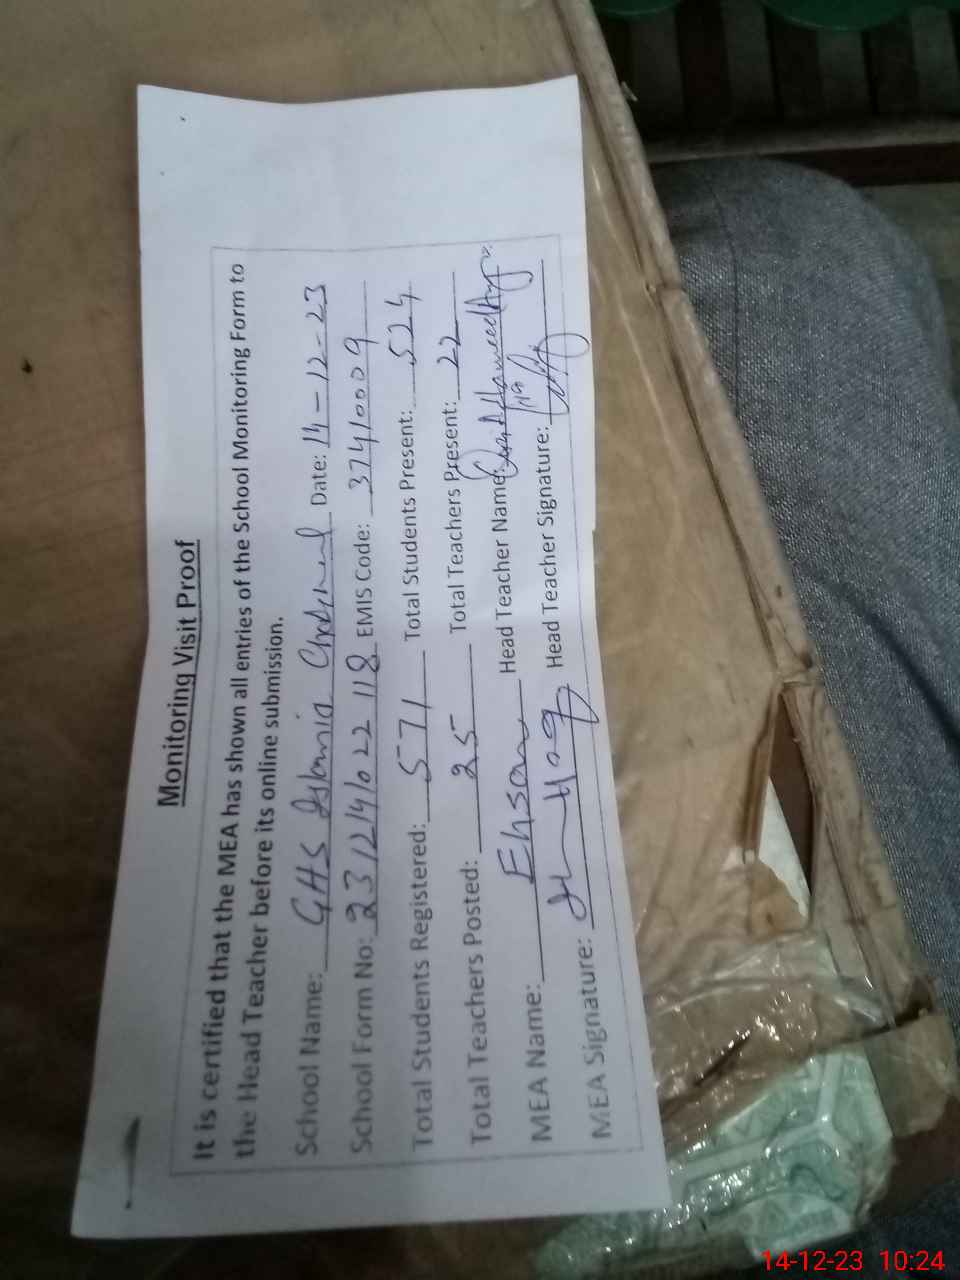 Monitoring Visit Proof
It is certified that the MEA has shown all entries of the School Monitoring Form to
the Head Teacher before its online submission.
School Name: GHS Islamia Date: 14-12-23
School Form No: 2312141022118 EMIS Code: 37410009
Total Students Registered: 571 Total Students Present: 524
Total Teachers Posted: 25 Total Teachers Present: 22
MEA Name: Ehsan Head Teacher Name:
MEA Signature: Head Teacher Signature:
14-12-23 10:24